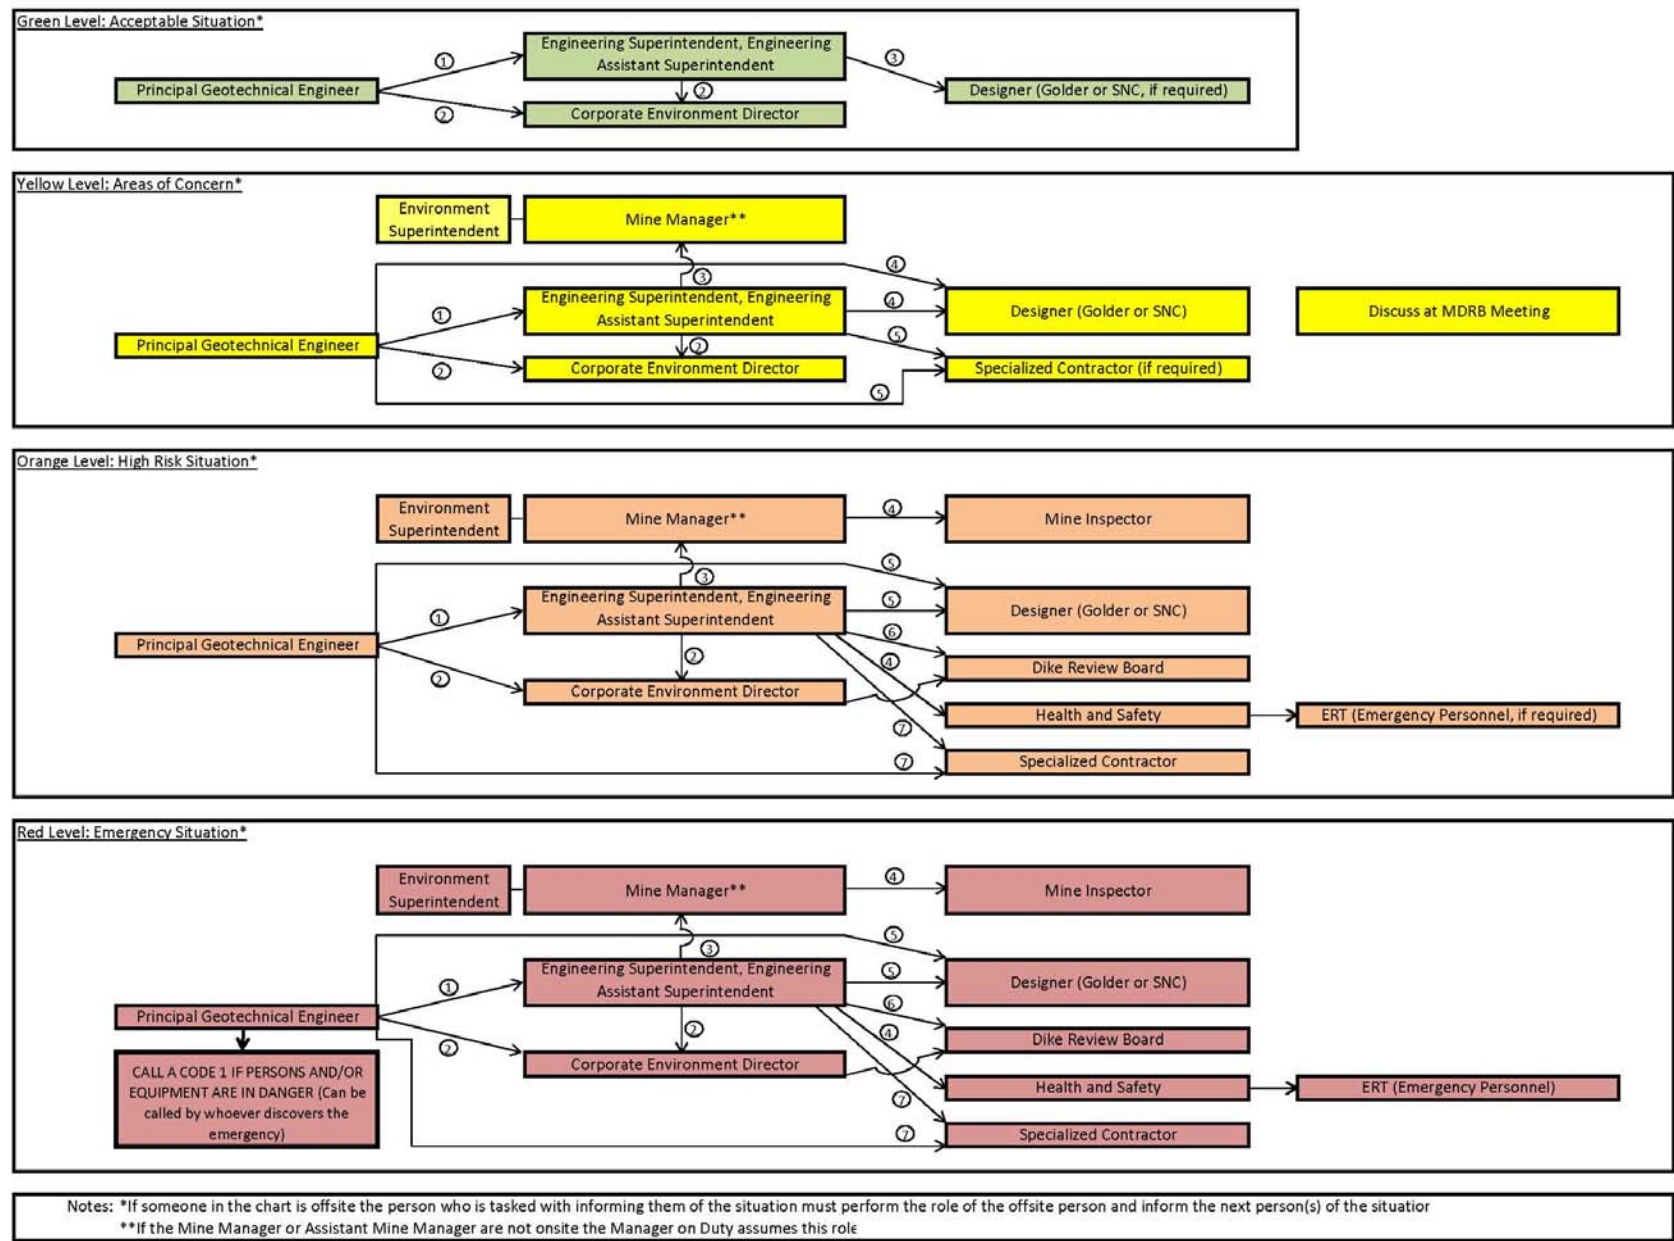 Green Level: Acceptable Situation*
Engineering Superintendent, Engineering
Assistant Superintendent
①
③
Principal Geotechnical Engineer
②
Designer (Golder or SNC, if required)
②
Corporate Environment Director
Yellow Level: Areas of Concern*
Environment
Superintendent
Mine Manager**
④
③
Engineering Superintendent, Engineering
Assistant Superintendent
①
④
Designer (Golder or SNC)
Discuss at MDRB Meeting
⑤
Principal Geotechnical Engineer
②
②
Corporate Environment Director
Specialized Contractor (if required)
⑤
Orange Level: High Risk Situation*
Environment
Superintendent
Mine Manager**
④
Mine Inspector
⑤
③
Engineering Superintendent, Engineering
Assistant Superintendent
①
⑤
Designer (Golder or SNC)
⑥
Principal Geotechnical Engineer
②
④
Dike Review Board
②
Corporate Environment Director
Health and Safety
ERT (Emergency Personnel, if required)
⑦
⑦
Specialized Contractor
Red Level: Emergency Situation*
Environment
Superintendent
Mine Manager**
④
Mine Inspector
⑤
③
Engineering Superintendent, Engineering
Assistant Superintendent
①
⑤
Designer (Golder or SNC)
⑥
Principal Geotechnical Engineer
②
④
Dike Review Board
②
Corporate Environment Director
CALL A CODE 1 IF PERSONS AND/OR
EQUIPMENT ARE IN DANGER (Can be
called by whoever discovers the
emergency)
Health and Safety
ERT (Emergency Personnel)
⑦
⑦
Specialized Contractor
Notes: *If someone in the chart is offsite the person who is tasked with informing them of the situation must perform the role of the offsite person and inform the next person(s) of the situation
**If the Mine Manager or Assistant Mine Manager are not onsite the Manager on Duty assumes this role